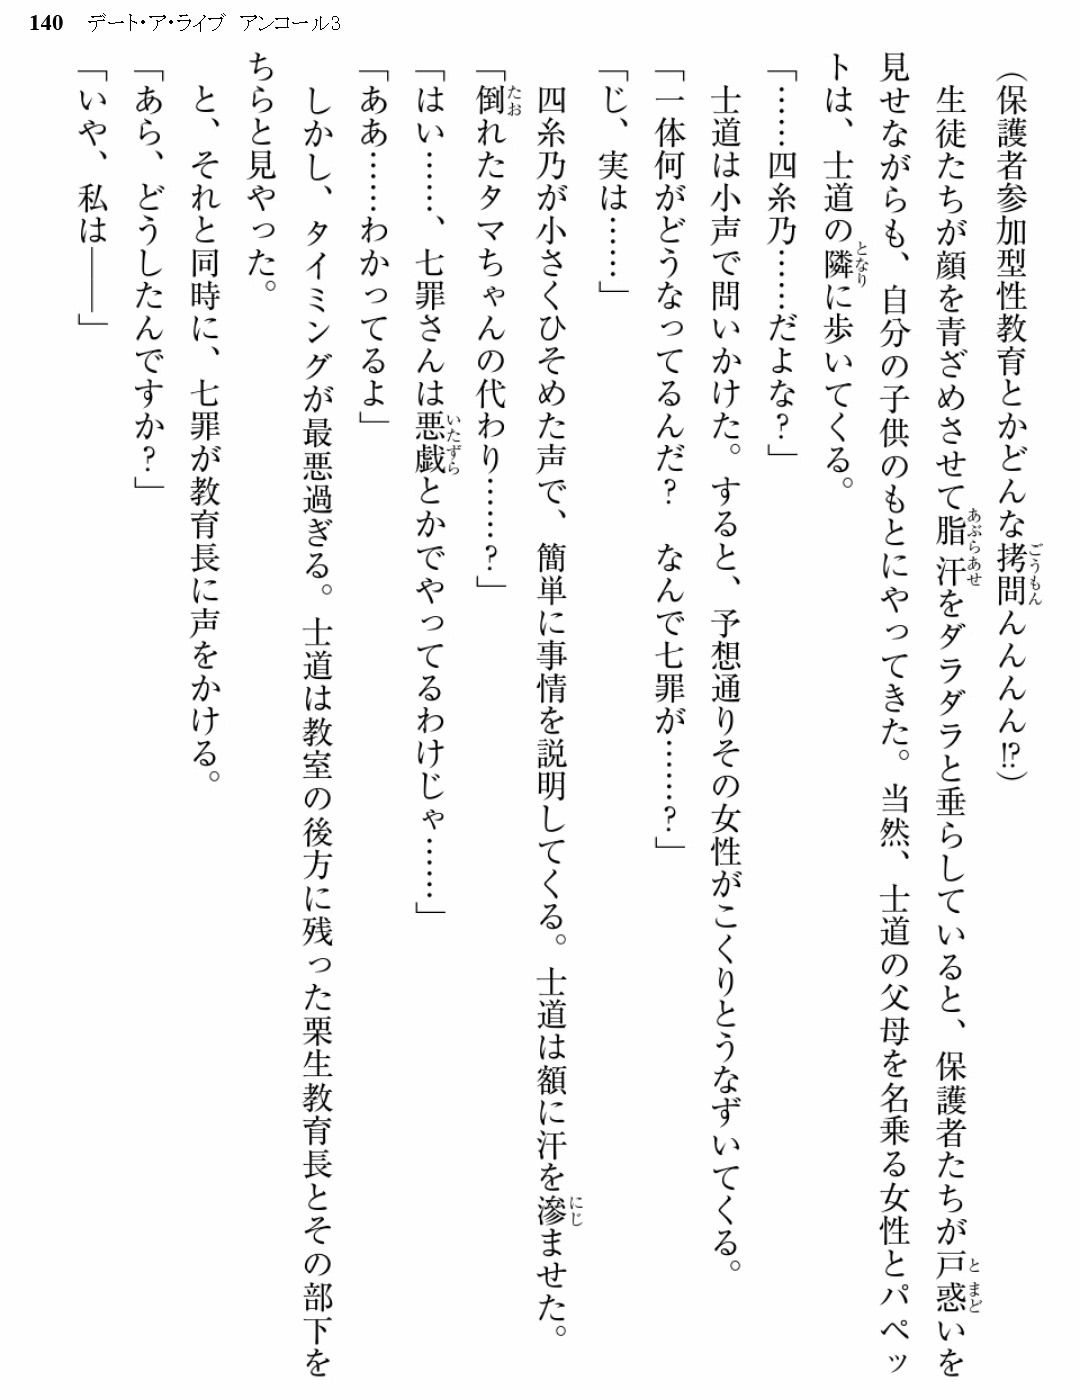 140 デート・ア・ライブ アンコール3
(保護者参加型性教育とかどんな拷問んんんん!?)
生徒たちが顔を青ざめさせて脂汗をダラダラと垂らしていると、保護者たちが戸惑いを
見せながらも、自分の子供のもとにやってきた。当然、士道の父母を名乗る女性とパペッ
トは、士道の隣に歩いてくる。
「……四糸乃……だよな?」
士道は小声で問いかけた。すると、予想通りその女性がこくりとうなずいてくる。
「一体何がどうなってるんだ? なんで七罪が……?」
「じ、実は……」
四糸乃が小さくひそめた声で、簡単に事情を説明してくる。士道は額に汗を滲ませた。
「倒れたタマちゃんの代わり……?」
「はい……、七罪さんは悪戯とかでやってるわけじゃ……」
「ああ……わかってるよ」
しかし、タイミングが最悪過ぎる。士道は教室の後方に残った栗生教育長とその部下を
ちらと見やった。
と、それと同時に、七罪が教育長に声をかける。
「あら、どうしたんですか?」
「いや、私は――」